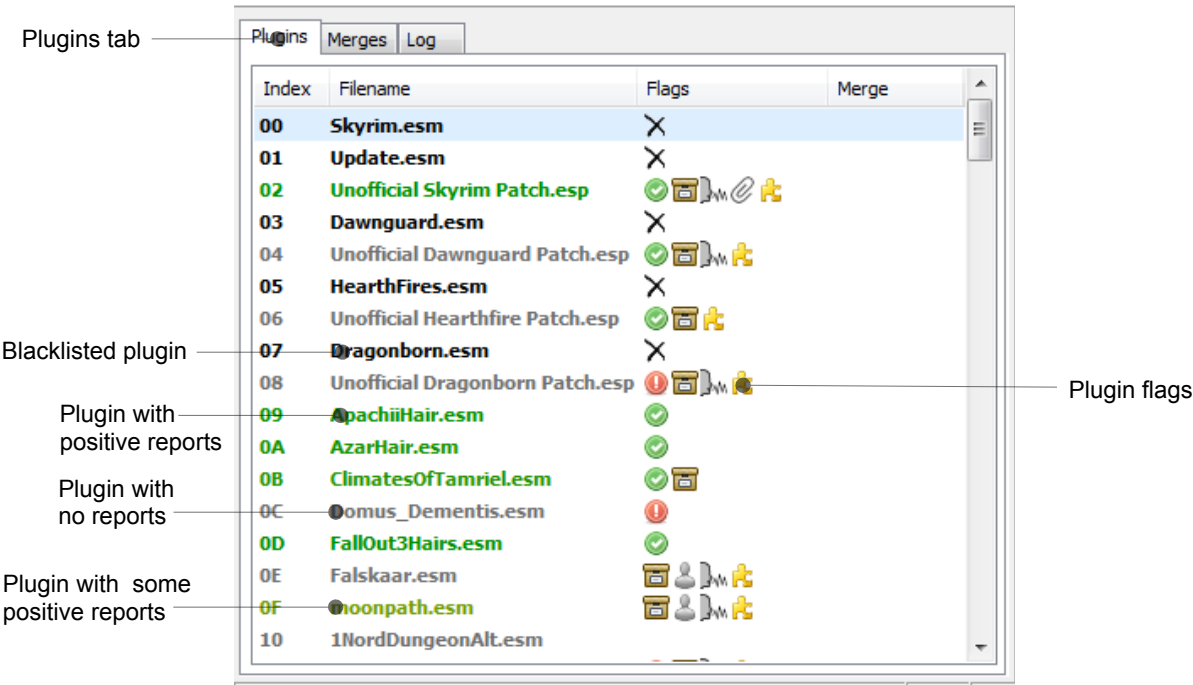 Plugins tab
Plugins Merges Log
Index Filename Flags Merge
00 Skyrim.esm
01 Update.esm
02 Unofficial Skyrim Patch.esp
03 Dawnguard.esm
04 Unofficial Dawnguard Patch.esp
05 HearthFires.esm
06 Unofficial Hearthfire Patch.esp
Blacklisted plugin
07 Dragonborn.esm
08 Unofficial Dragonborn Patch.esp
Plugin flags
Plugin with
positive reports
09 ApachiiHair.esm
0A AzarHair.esm
0B ClimatesOfTamriel.esm
Plugin with
no reports
0C Domus_Dementis.esm
0D FallOut3Hairs.esm
0E Falskaar.esm
Plugin with some
positive reports
0F moonpath.esm
10 1NordDungeonAlt.esm